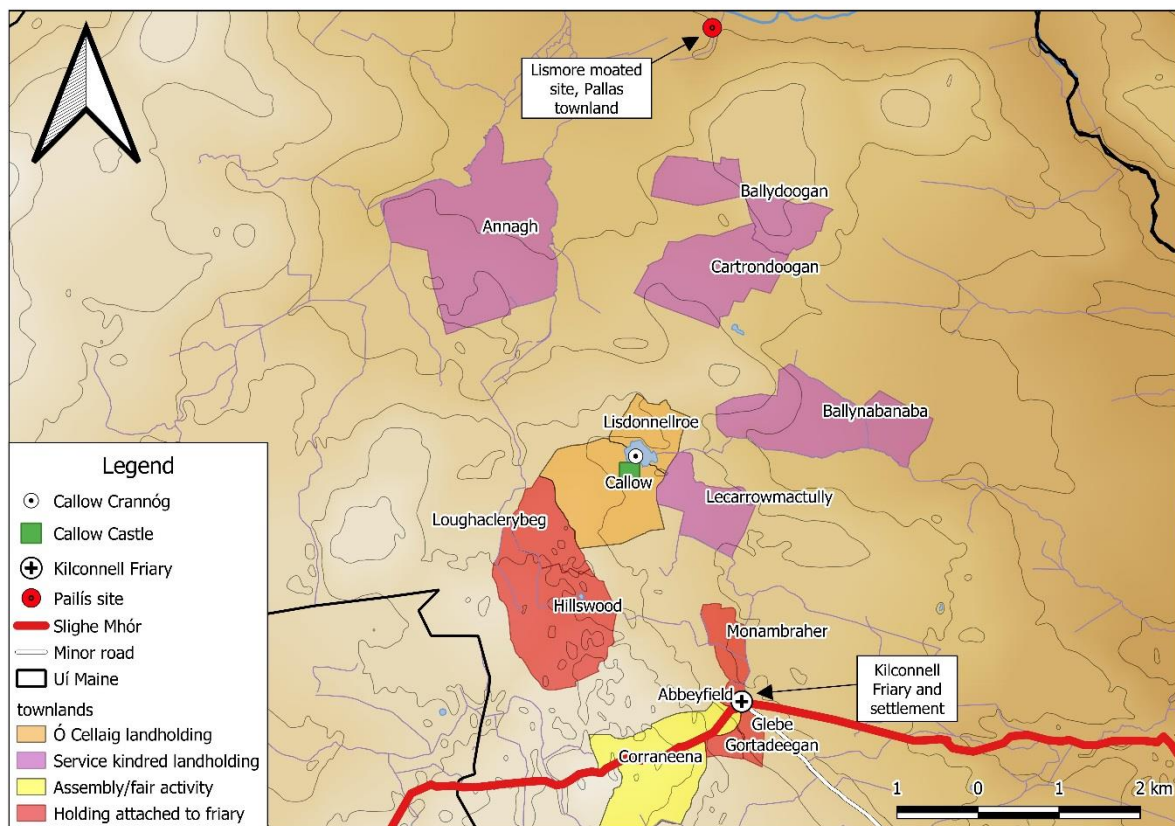 Lismore moated
site, Pallas
townland
Ballydoogan
Annagh
Cartrondoogan
Ballynabanaba
Lisdonnellroe
Callow
Lecarrowmactully
Loughaclerybeg
Hillswood
Monambraher
Kilconnell
Friary and
settlement
Abbeyfield
Glebe
Gortadeegan
Corraneena
Legend
Callow Crannóg
Callow Castle
Kilconnell Friary
Pailís site
Slighe Mhór
Minor road
Uí Maine
townlands
Ó Cellaig landholding
Service kindred landholding
Assembly/fair activity
Holding attached to friary
1 0 1 2 km